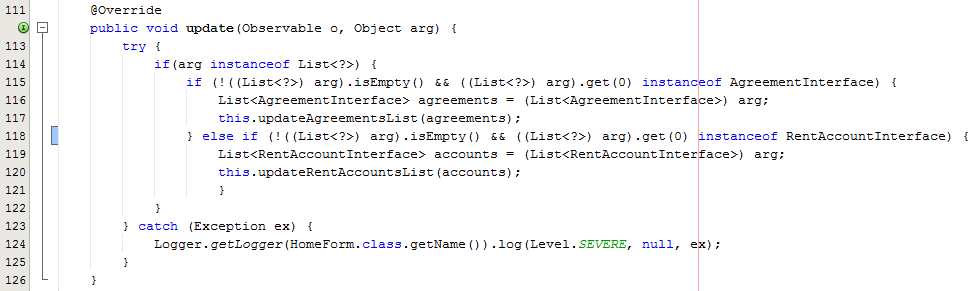 111 @Override
public void update(Observable o, Object arg) {
113 try {
114 if(arg instanceof List<?>) {
115 if (!((List<?>) arg).isEmpty() && ((List<?>) arg).get(0) instanceof AgreementInterface) {
116 List<AgreementInterface> agreements = (List<AgreementInterface>) arg;
117 this.updateAgreementsList(agreements);
118 } else if (!((List<?>) arg).isEmpty() && ((List<?>) arg).get(0) instanceof RentAccountInterface) {
119 List<RentAccountInterface> accounts = (List<RentAccountInterface>) arg;
120 this.updateRentAccountsList(accounts);
121 }
122 }
123 } catch (Exception ex) {
124 Logger.getLogger(HomeForm.class.getName()).log(Level.SEVERE, null, ex);
125 }
126 }